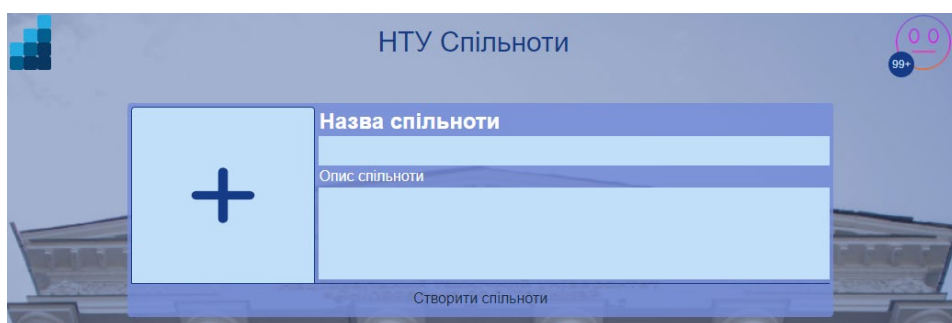 НТУ Спільноти
99+
Назва спільноти
Опис спільноти
Створити спільноти